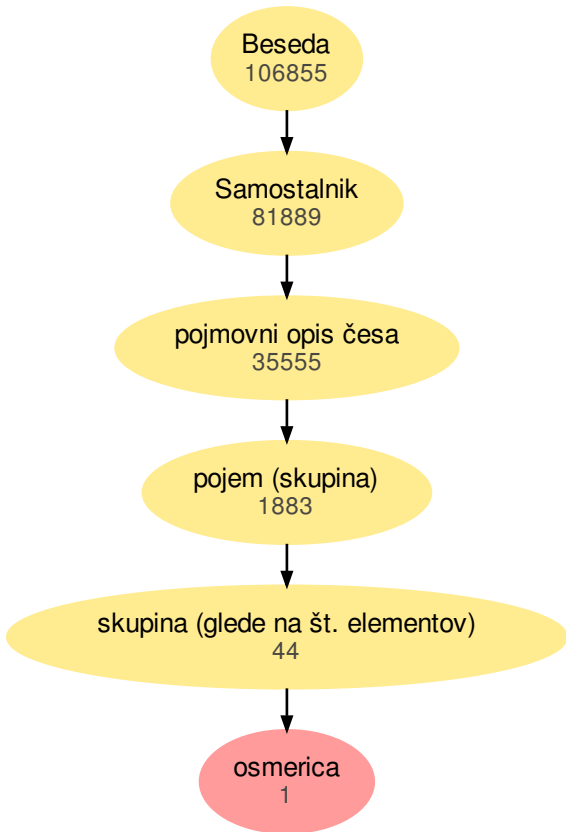 Beseda
106855
Samostalnik
81889
pojmovni opis česa
35555
pojem (skupina)
1883
skupina (glede na št. elementov)
44
osmerica
1